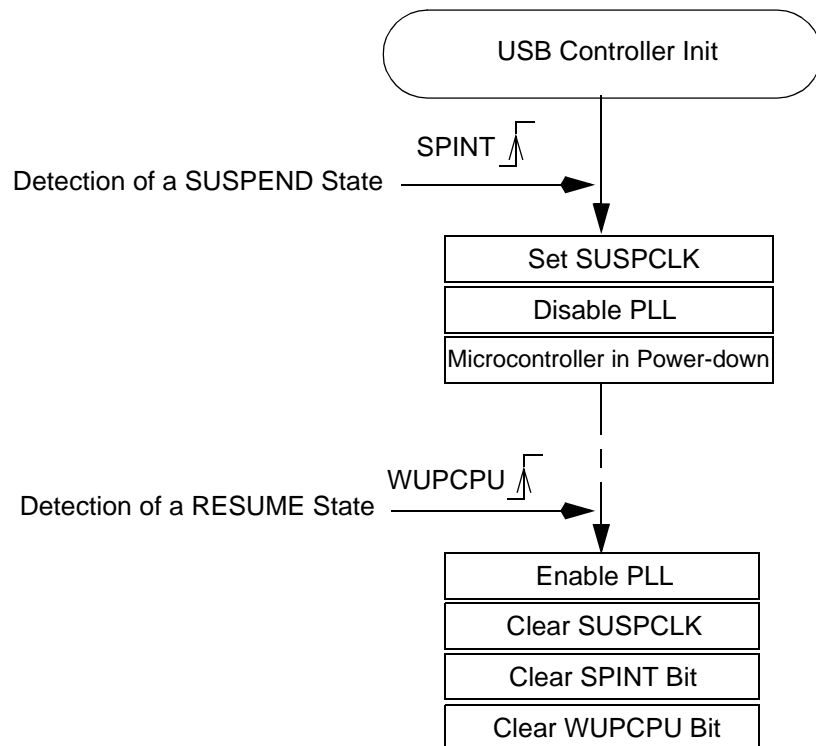 USB Controller Init
SPINT
Detection of a SUSPEND State
Set SUSPCLK
Disable PLL
Microcontroller in Power-down
WUPCPU
Detection of a RESUME State
Enable PLL
Clear SUSPCLK
Clear SPINT Bit
Clear WUPCPU Bit